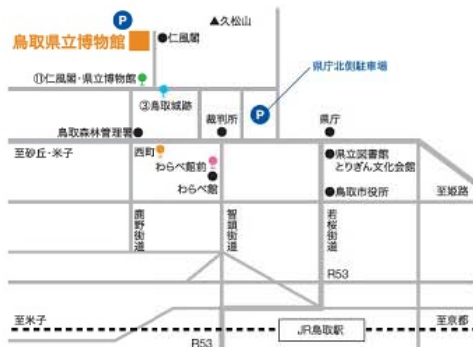 P
▲久松山
鳥取県立博物館
●仁風閣
⑪仁風閣・県立博物館
県庁北側駐車場
③鳥取城跡
P
鳥取森林管理署
裁判所
県庁
至砂丘・米子
西町
わらべ館前
●県立図書館
とりぎん文化会館
わらべ館
●鳥取市役所
至姫路
鹿野街道
智頭街道
若桜街道
R53
至米子
至京都
JR鳥取駅
R53